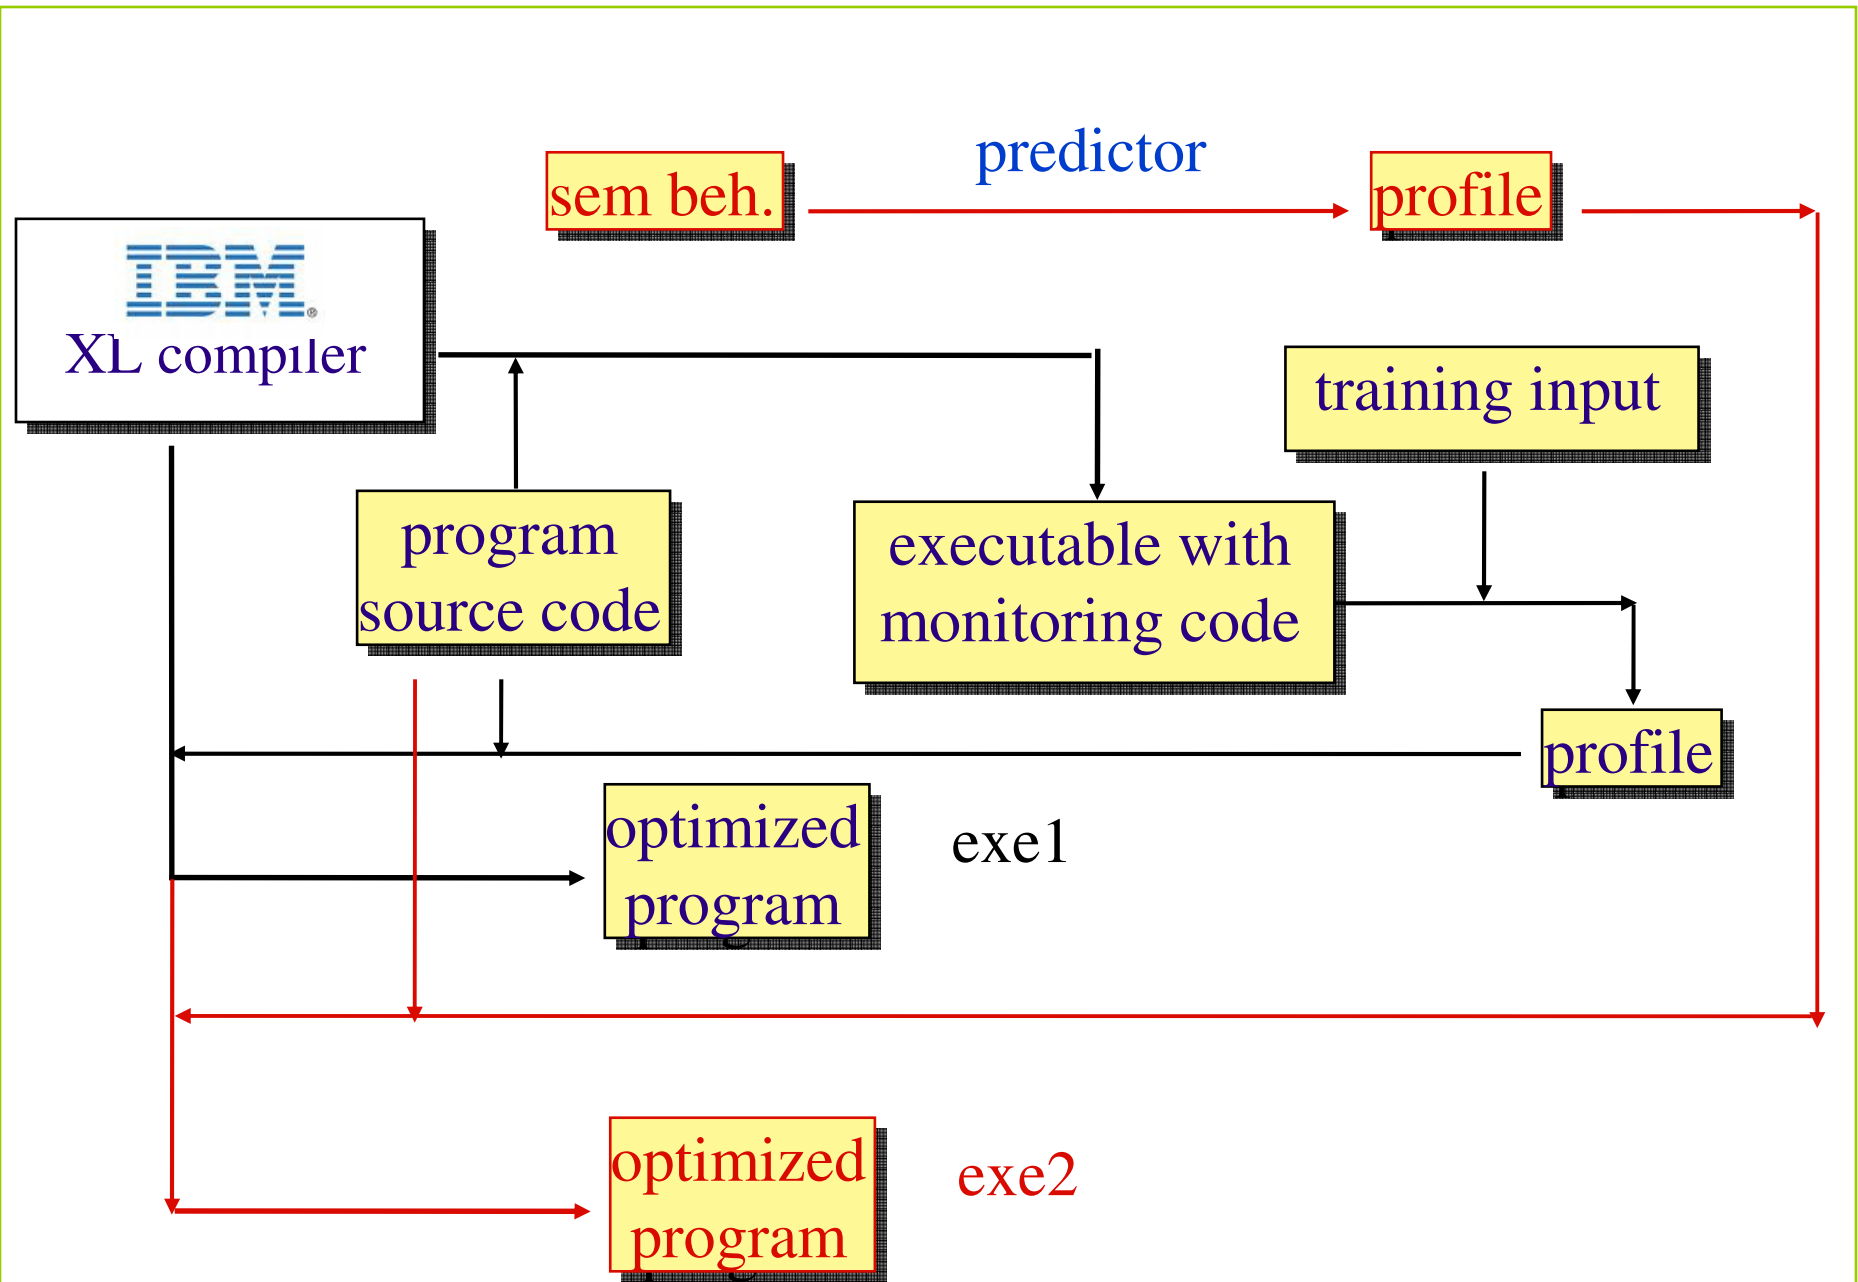 predictor
sem beh.
profile
IBM®
XL compiler
training input
program
source code
executable with
monitoring code
profile
optimized
program
exe1
optimized
program
exe2